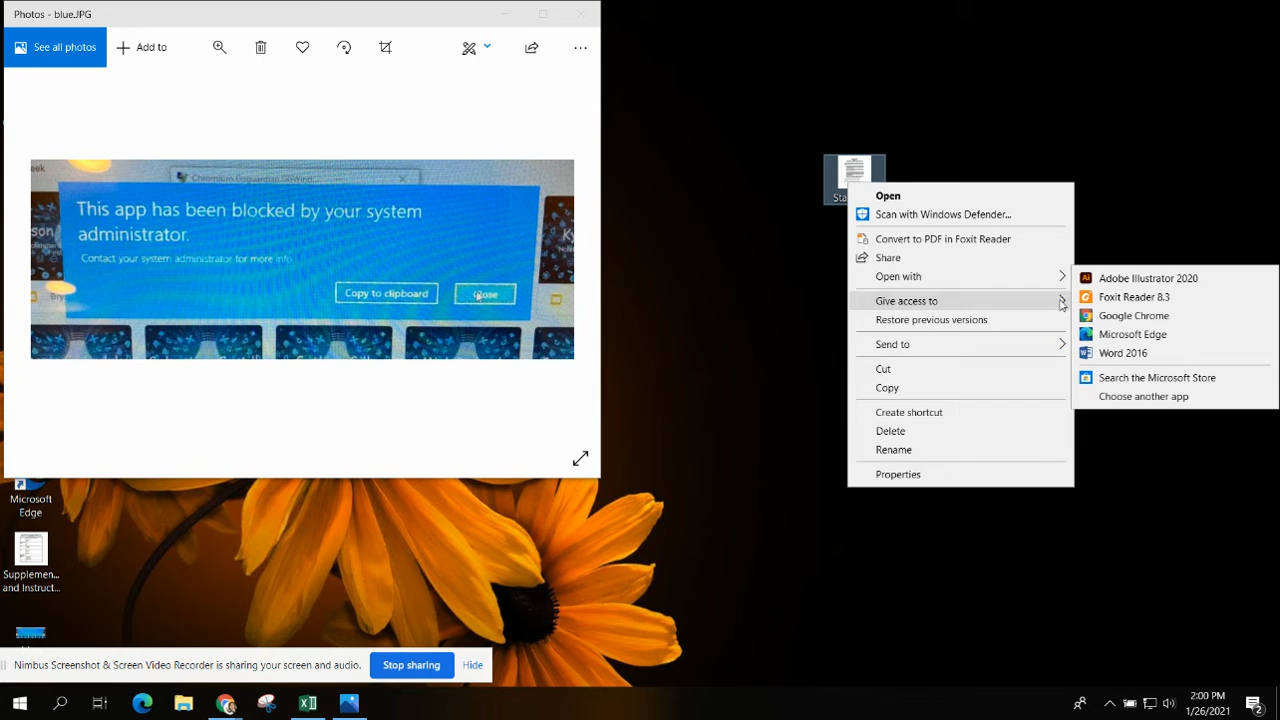 Photos - blue.JPG
See all photos
Add to
Chromium Goguardian GoWind...
This app has been blocked by your system
administrator.
Contact your system administrator for more info.
Copy to clipboard
Close
Sta
Open
Scan with Windows Defender...
Convert to PDF in Foxit Reader
Share
Open with
Give access to
Restore previous versions
Send to
Cut
Copy
Create shortcut
Delete
Rename
Properties
Adobe Illustrator 2020
Foxit Reader 8.3
Google Chrome
Microsoft Edge
Word 2016
Search the Microsoft Store
Choose another app
Microsoft
Edge
Supplemen...
and Instruct...
Nimbus Screenshot & Screen Video Recorder is sharing your screen and audio.
Stop sharing
Hide
2:00 PM
1/26/2021
2